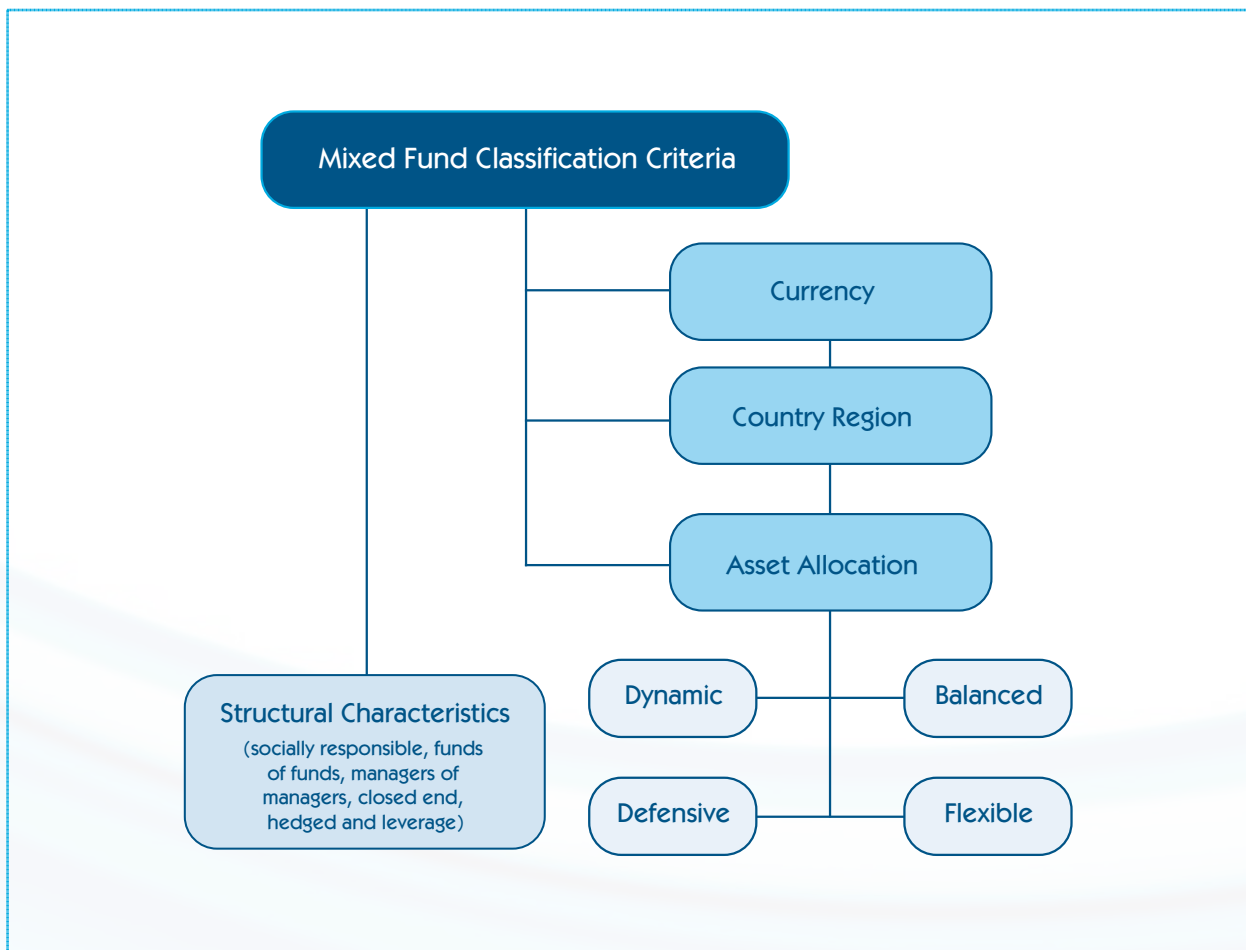 Mixed Fund Classification Criteria
Currency
Country Region
Asset Allocation
Dynamic
Balanced
Structural Characteristics
(socially responsible, funds
of funds, managers of
managers, closed end,
hedged and leverage)
Defensive
Flexible